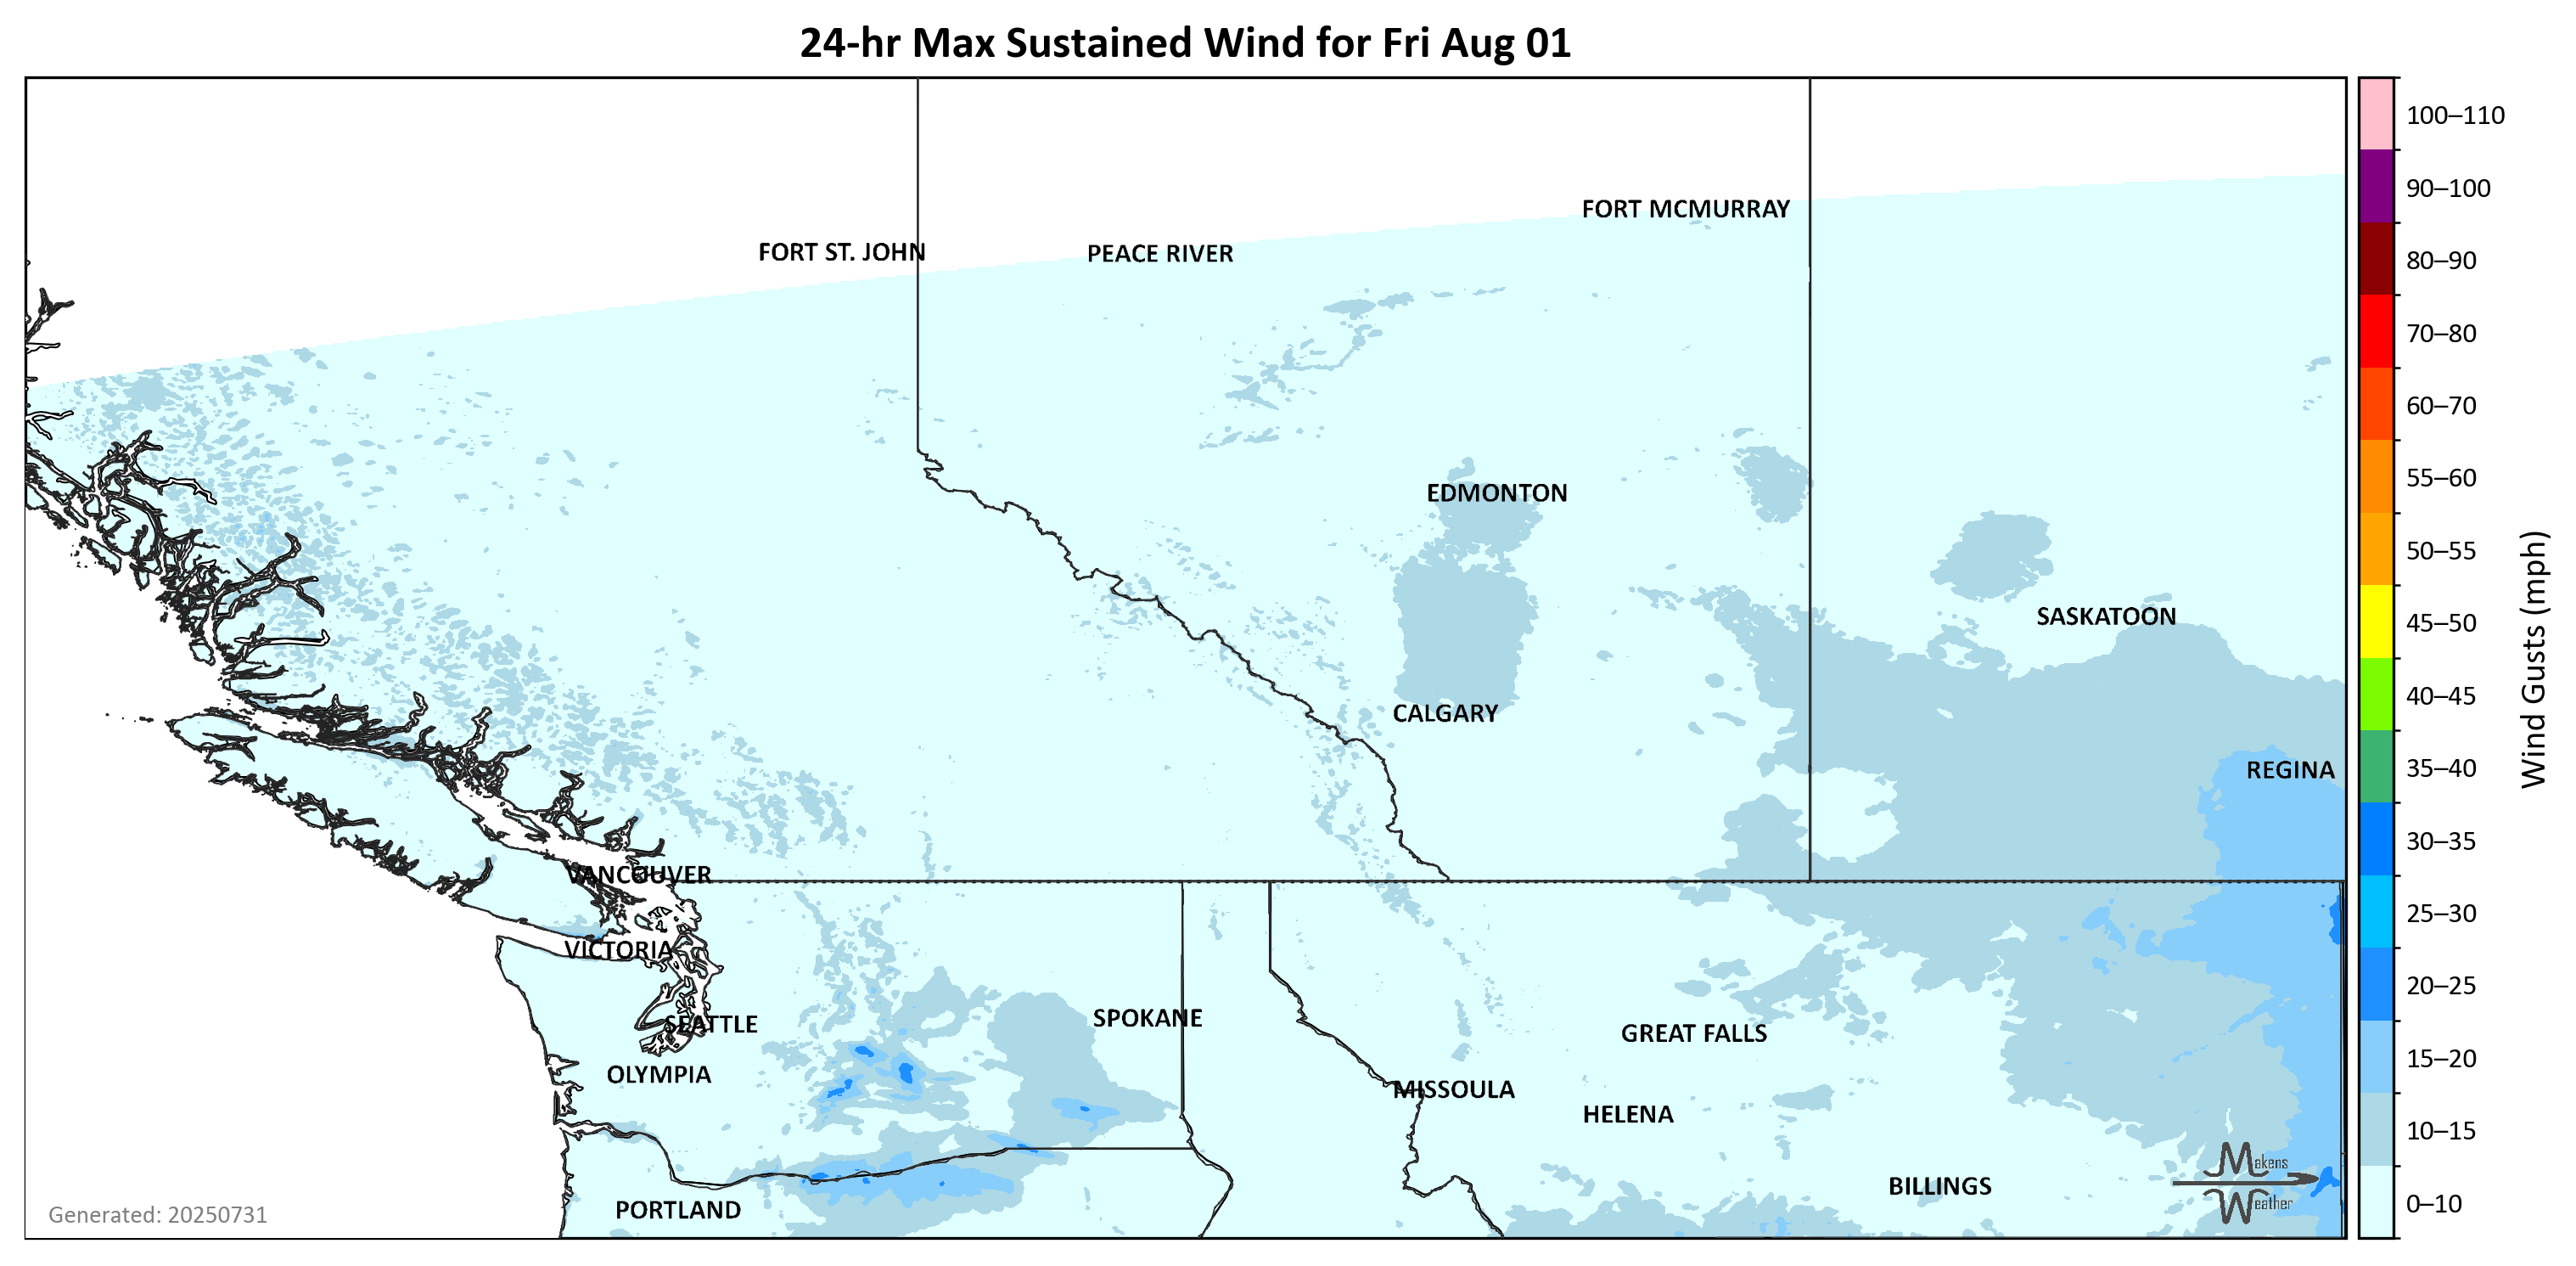 24-hr Max Sustained Wind for Fri Aug 01
100–110
90–100
80–90
70–80
60–70
55–60
50–55
45–50
40–45
35–40
30–35
25–30
20–25
15–20
10–15
0–10
Wind Gusts (mph)
FORT MCMURRAY
FORT ST. JOHN
PEACE RIVER
EDMONTON
SASKATOON
CALGARY
REGINA
VANCOUVER
VICTORIA
SEATTLE
SPOKANE
GREAT FALLS
OLYMPIA
MISSOULA
HELENA
BILLINGS
PORTLAND
Makens
Weather
Generated: 20250731